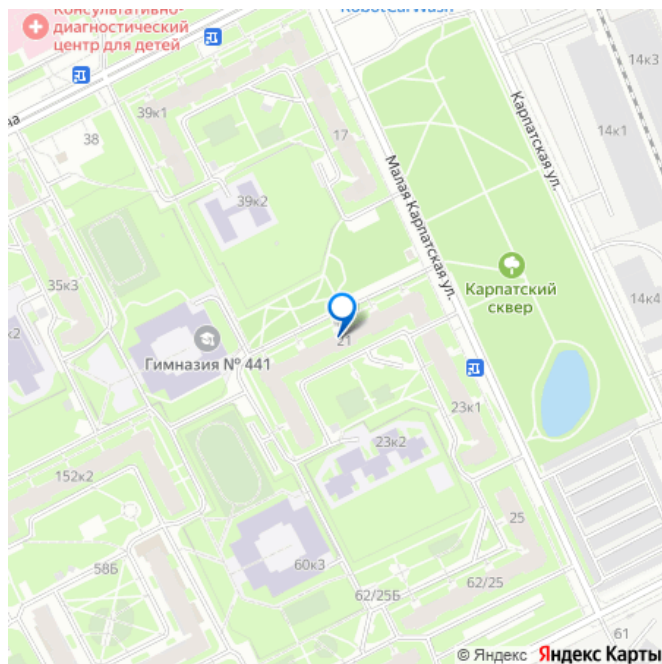 Консультативно-
диагностический
центр для детей
RobotCarWash
14к3
39к1
38
17
14к1
Карпатская ул.
39к2
Малая Карпатская ул.
35к3
Карпатский
сквер
14к4
к2
Гимназия № 441
21
23к1
23к2
152к2
25
58Б
60к3
62/25Б
62/25
61
© Яндекс Яндекс Карты